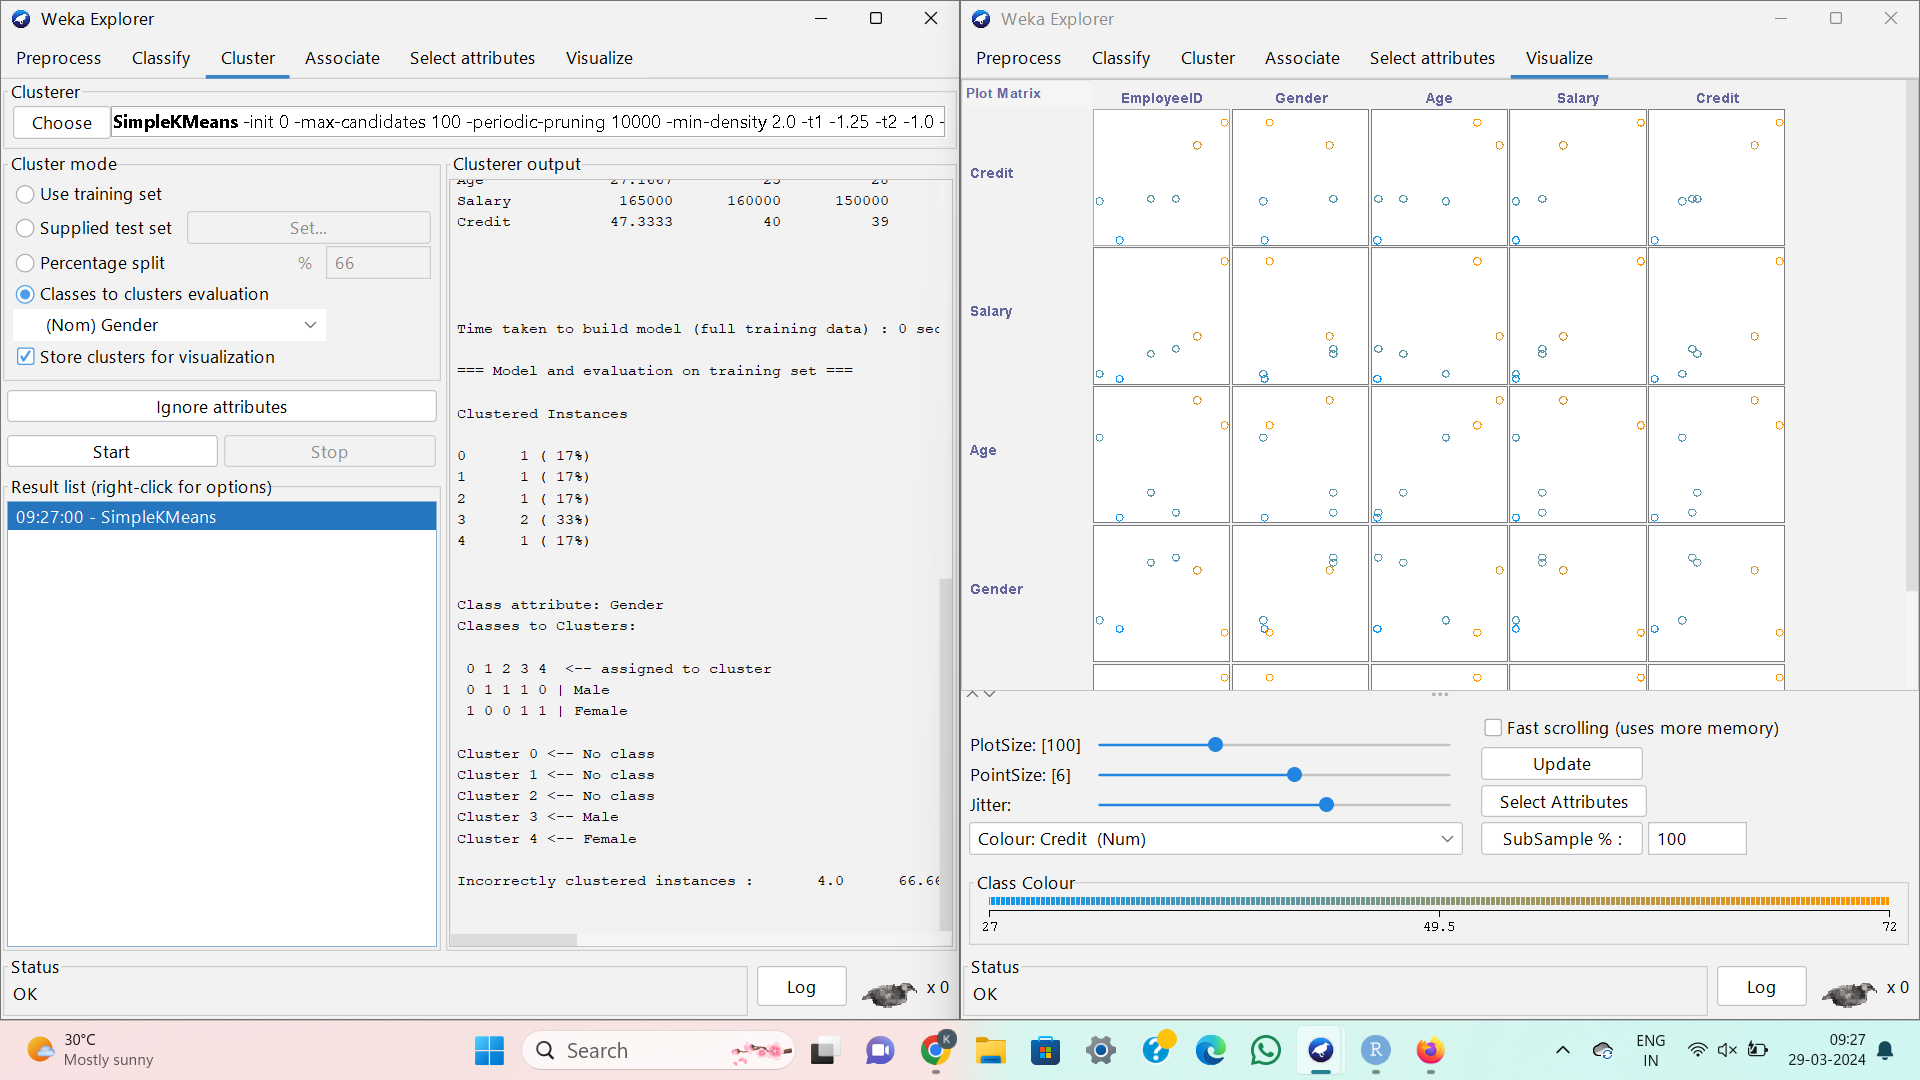 Weka Explorer
Preprocess Classify Cluster Associate Select attributes Visualize
Clusterer
Choose SimpleKMeans -init 0 -max-candidates 100 -periodic-pruning 10000 -min-density 2.0 -t1 -1.25 -t2 -1.0 -
Cluster mode
Use training set
Supplied test set Set...
Percentage split % 66
Classes to clusters evaluation
(Nom) Gender
Store clusters for visualization
Ignore attributes
Start Stop
Result list (right-click for options)
09:27:00 - SimpleKMeans
Clusterer output
Age 27.1667 25 28
Salary 165000 160000 150000
Credit 47.3333 40 39
Time taken to build model (full training data) : 0 sec
=== Model and evaluation on training set ===
Clustered Instances
0 1 ( 17%)
1 1 ( 17%)
2 1 ( 17%)
3 2 ( 33%)
4 1 ( 17%)
Class attribute: Gender
Classes to Clusters:
0 1 2 3 4 <-- assigned to cluster
0 1 1 1 0 | Male
1 0 0 1 1 | Female
Cluster 0 <-- No class
Cluster 1 <-- No class
Cluster 2 <-- No class
Cluster 3 <-- Male
Cluster 4 <-- Female
Incorrectly clustered instances : 4.0 66.66
Status
OK
Log x 0
Weka Explorer
Preprocess Classify Cluster Associate Select attributes Visualize
Plot Matrix EmployeeID Gender Age Salary Credit
Credit
Salary
Age
Gender
PlotSize: [100]
PointSize: [6]
Jitter:
Colour: Credit (Num)
Fast scrolling (uses more memory)
Update
Select Attributes
SubSample % : 100
Class Colour
27 49.5 72
Status
OK
Log x 0
30°C
Mostly sunny
Search
K
R
ENG
IN
09:27
29-03-2024